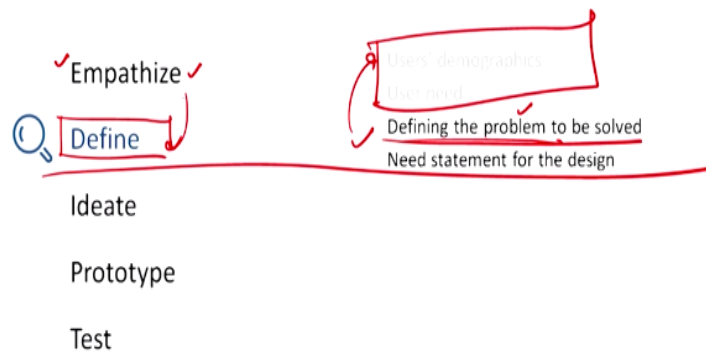 Empathize
Define
Ideate
Prototype
Test
Users' demographics
User need
Defining the problem to be solved
Need statement for the design